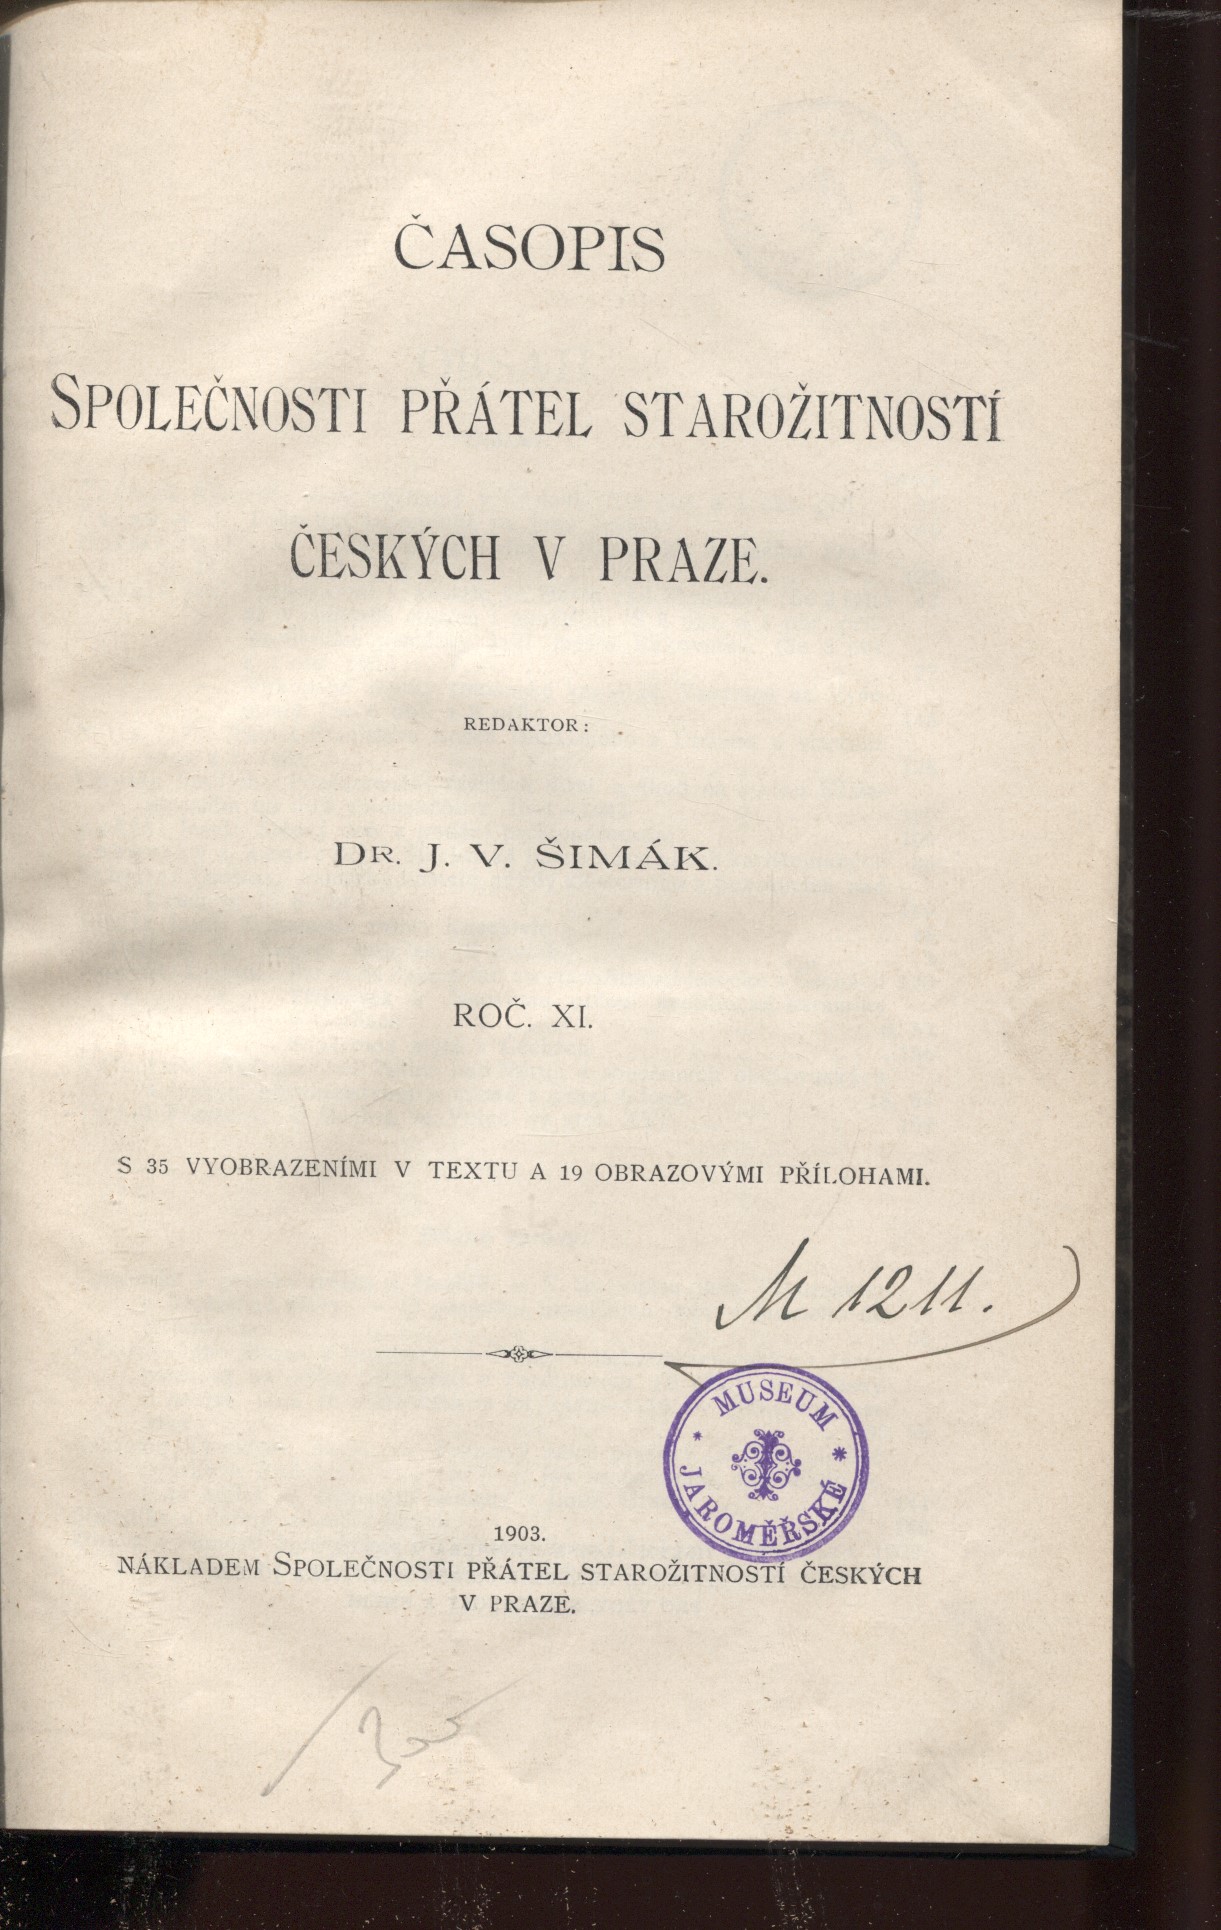 ČASOPIS
SPOLEČNOSTI PŘÁTEL STAROŽITNOSTÍ
ČESKÝCH V PRAZE.
REDAKTOR:
DR. J. V. ŠIMÁK.
ROČ. XI.
S 35 VYOBRAZENÍMI V TEXTU A 19 OBRAZOVÝMI PŘÍLOHAMI.
M 1211.
* MUSEUM *
JAROMĚŘSKÉ
1903.
NÁKLADEM SPOLEČNOSTI PŘÁTEL STAROŽITNOSTÍ ČESKÝCH
V PRAZE.